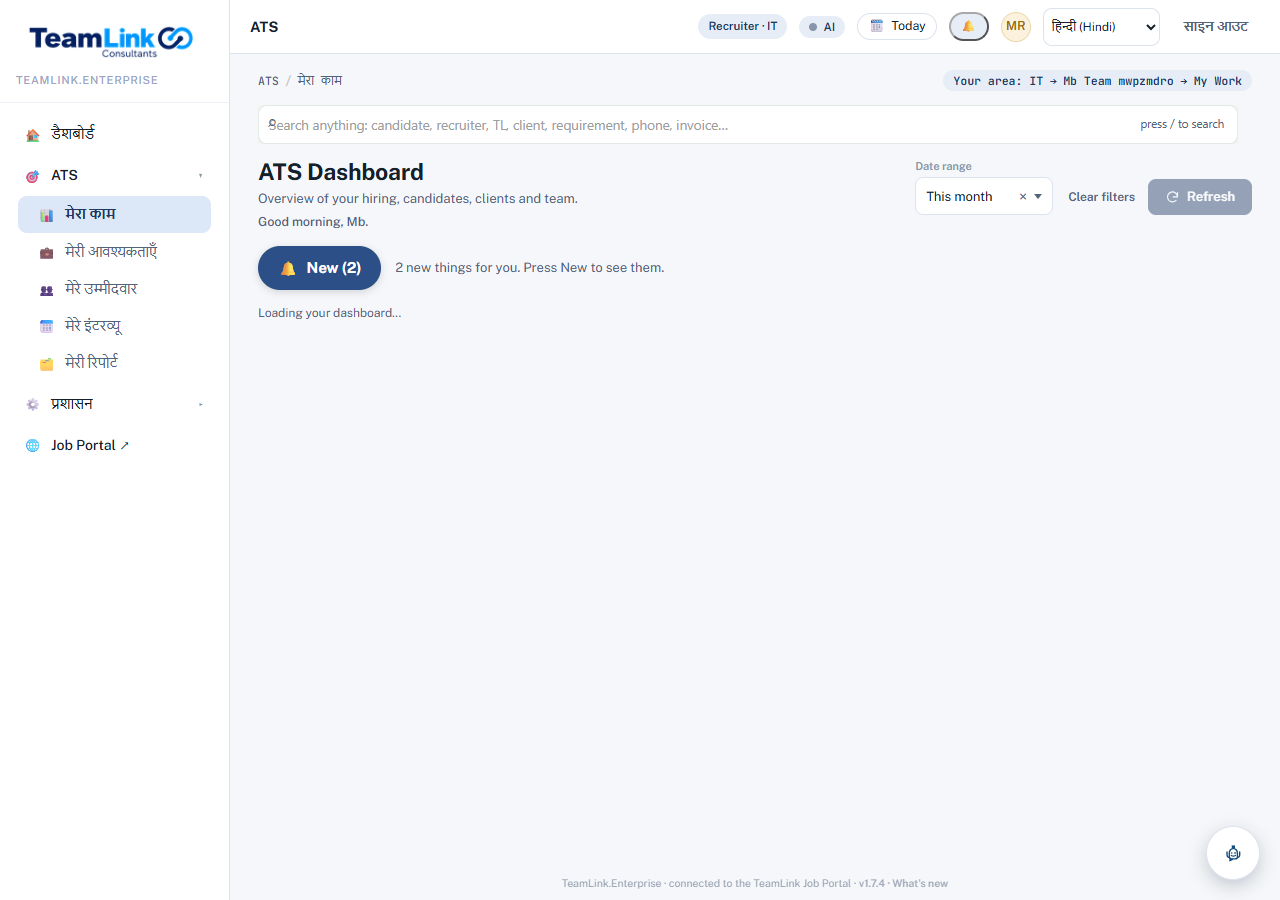 TeamLink
Consultants
TEAMLINK.ENTERPRISE
डैशबोर्ड
ATS
मेरा काम
मेरी आवश्यकताएँ
मेरे उम्मीदवार
मेरे इंटरव्यू
मेरी रिपोर्ट
प्रशासन
Job Portal ↗
ATS
Recruiter · IT
AI
Today
MR
हिन्दी (Hindi)
साइन आउट
ATS / मेरा काम
Your area: IT → Mb Team mwpzmdro → My Work
Search anything: candidate, recruiter, TL, client, requirement, phone, invoice...
press / to search
ATS Dashboard
Overview of your hiring, candidates, clients and team.
Good morning, Mb.
Date range
This month
Clear filters
Refresh
New (2)
2 new things for you. Press New to see them.
Loading your dashboard...
TeamLink.Enterprise · connected to the TeamLink Job Portal · v1.7.4 · What's new